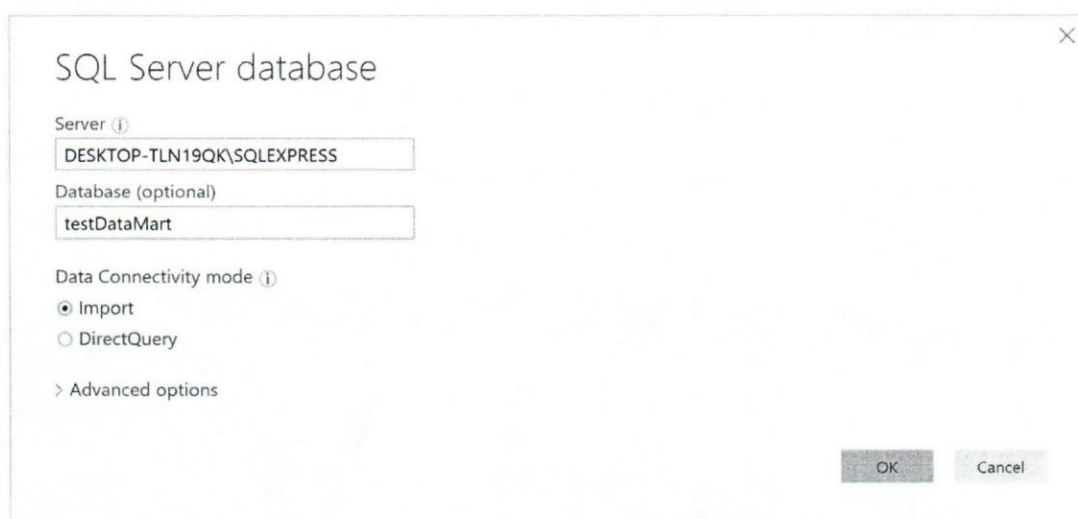 SQL Server database
Server
DESKTOP-TLN19QK\SQLEXPRESS
Database (optional)
testDataMart
Data Connectivity mode
Import
DirectQuery
> Advanced options
OK Cancel